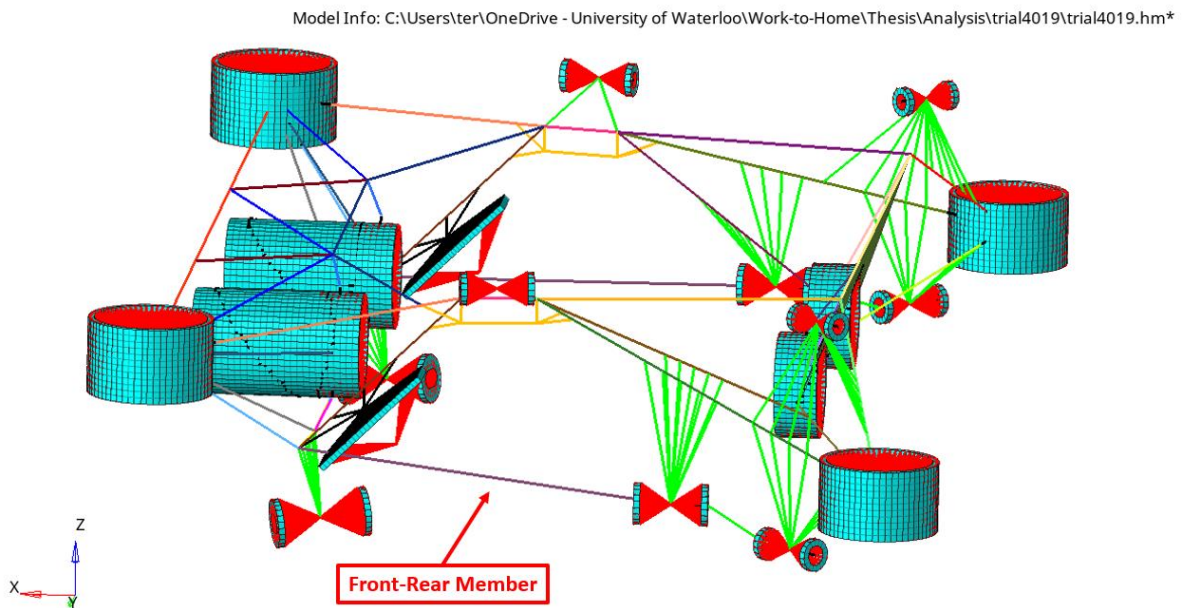 Model Info: C:\Users\ter\OneDrive - University of Waterloo\Work-to-Home\Thesis\Analysis\trial4019\trial4019.hm*
Z
X
Y
Front-Rear Member